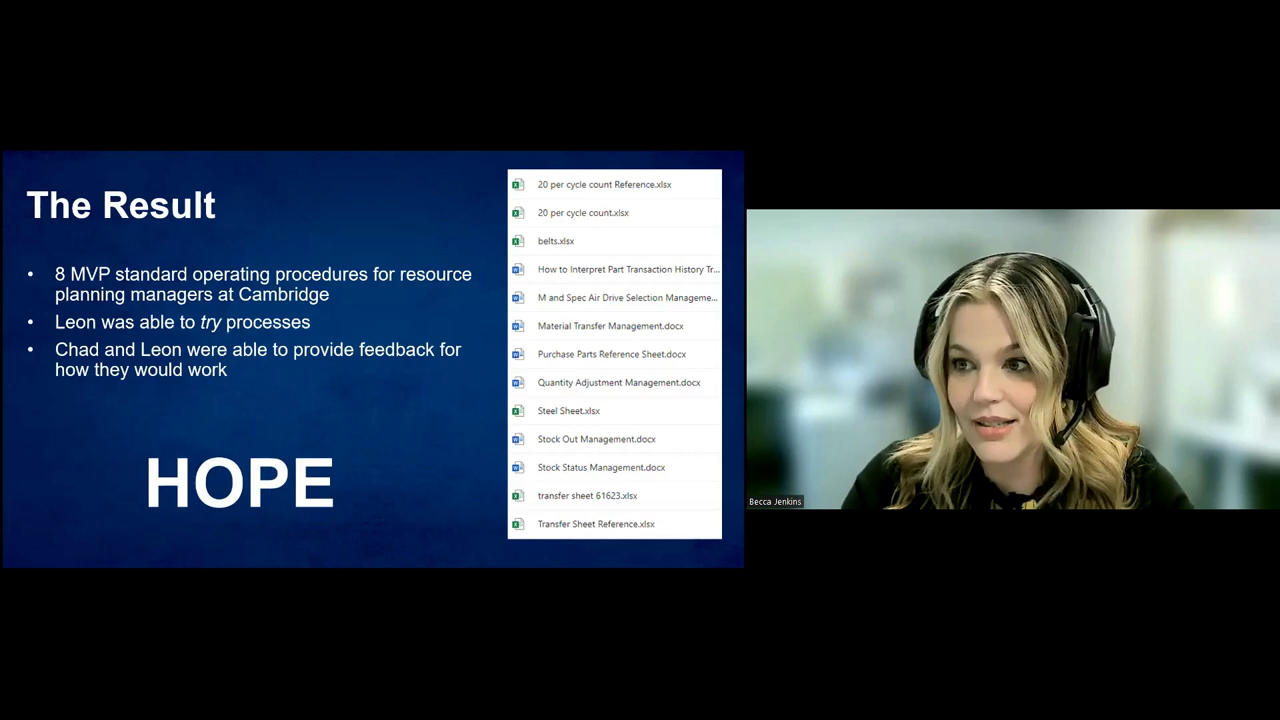 The Result
• 8 MVP standard operating procedures for resource
planning managers at Cambridge
• Leon was able to try processes
• Chad and Leon were able to provide feedback for
how they would work
HOPE
20 per cycle count Reference.xlsx
20 per cycle count.xlsx
belts.xlsx
How to Interpret Part Transaction History Tr...
M and Spec Air Drive Selection Manageme...
Material Transfer Management.docx
Purchase Parts Reference Sheet.docx
Quantity Adjustment Management.docx
Steel Sheet.xlsx
Stock Out Management.docx
Stock Status Management.docx
transfer sheet 61623.xlsx
Transfer Sheet Reference.xlsx
Becca Jenkins